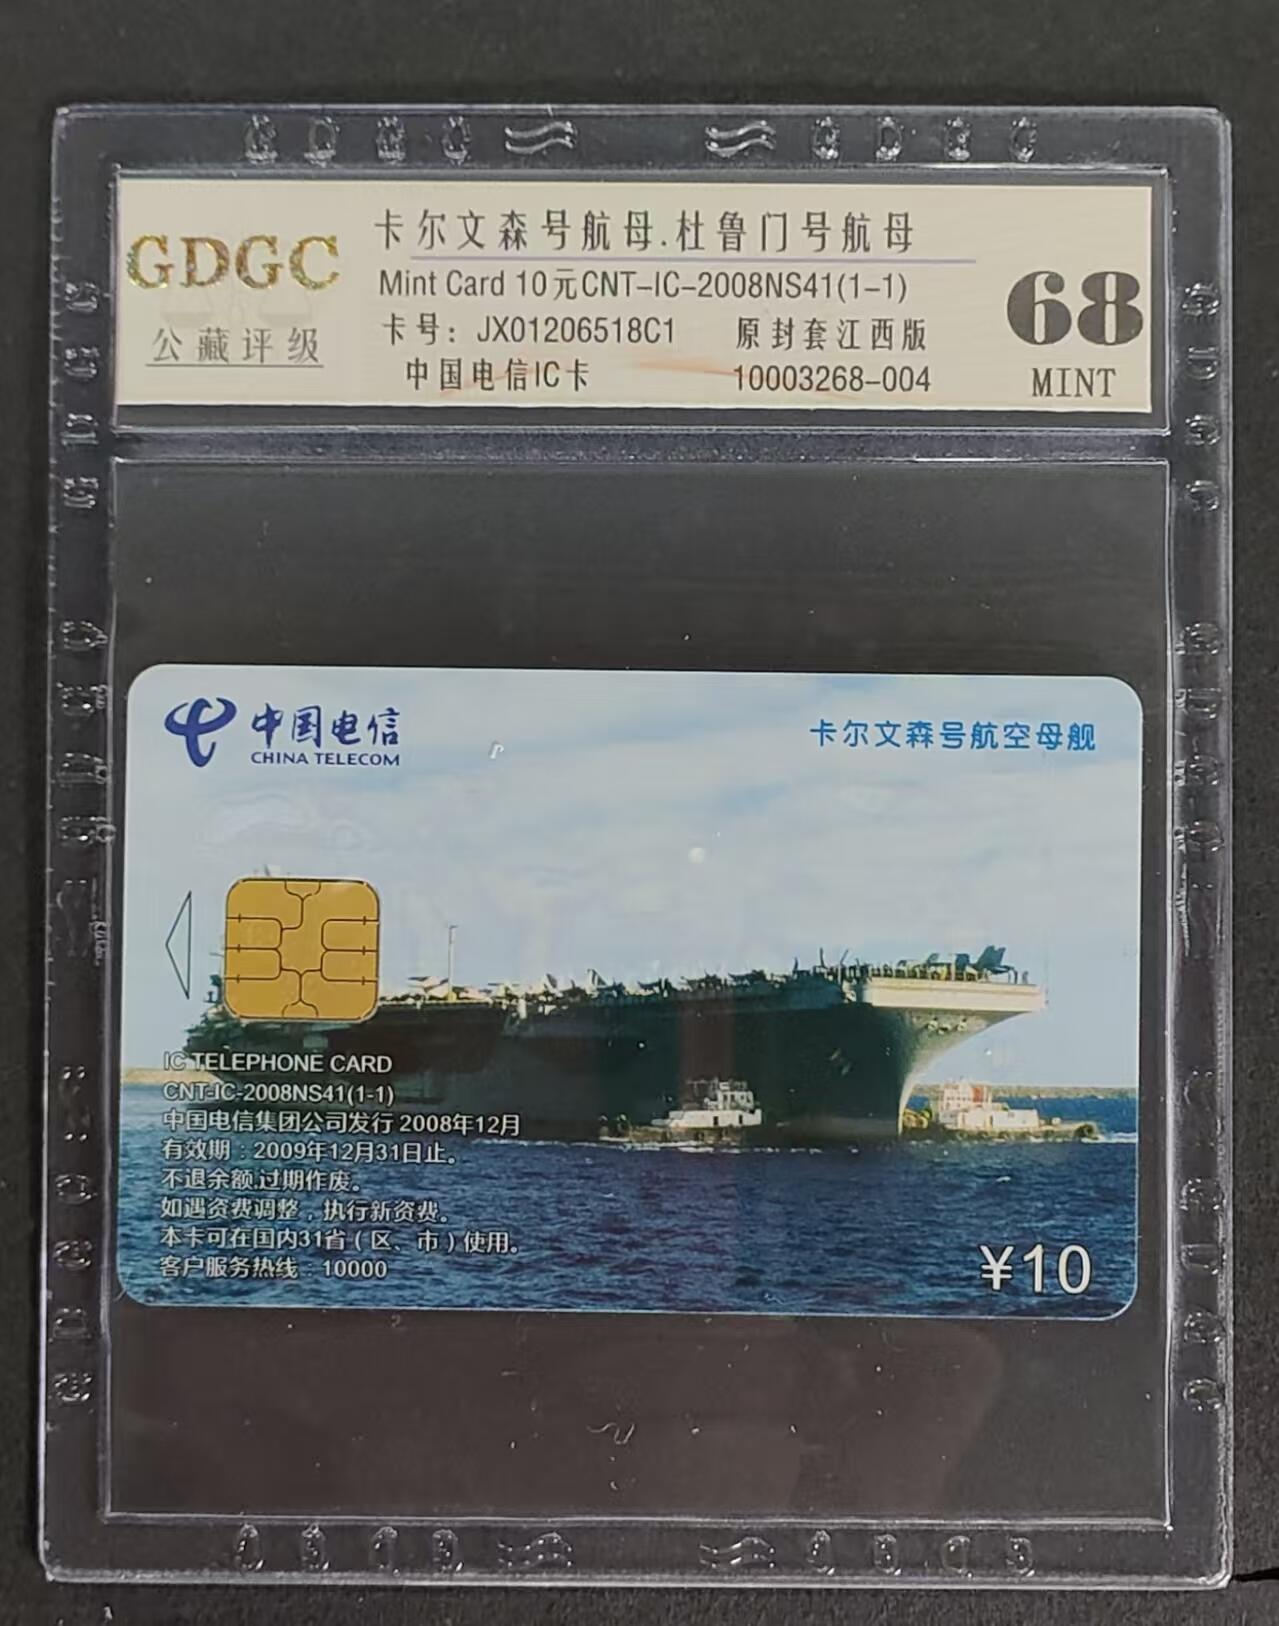 GDGC
公藏评级
卡尔文森号航母.杜鲁门号航母
Mint Card 10元CNT-IC-2008NS41(1-1)
卡号：JX01206518C1 原封套江西版
中国电信IC卡 10003268-004
68
MINT
中国电信
CHINA TELECOM
卡尔文森号航空母舰
IC TELEPHONE CARD
CNT-IC-2008NS41(1-1)
中国电信集团公司发行 2008年12月
有效期：2009年12月31日止。
不退余额.过期作废。
如遇资费调整，执行新资费。
本卡可在国内31省（区、市）使用。
客户服务热线：10000
¥10